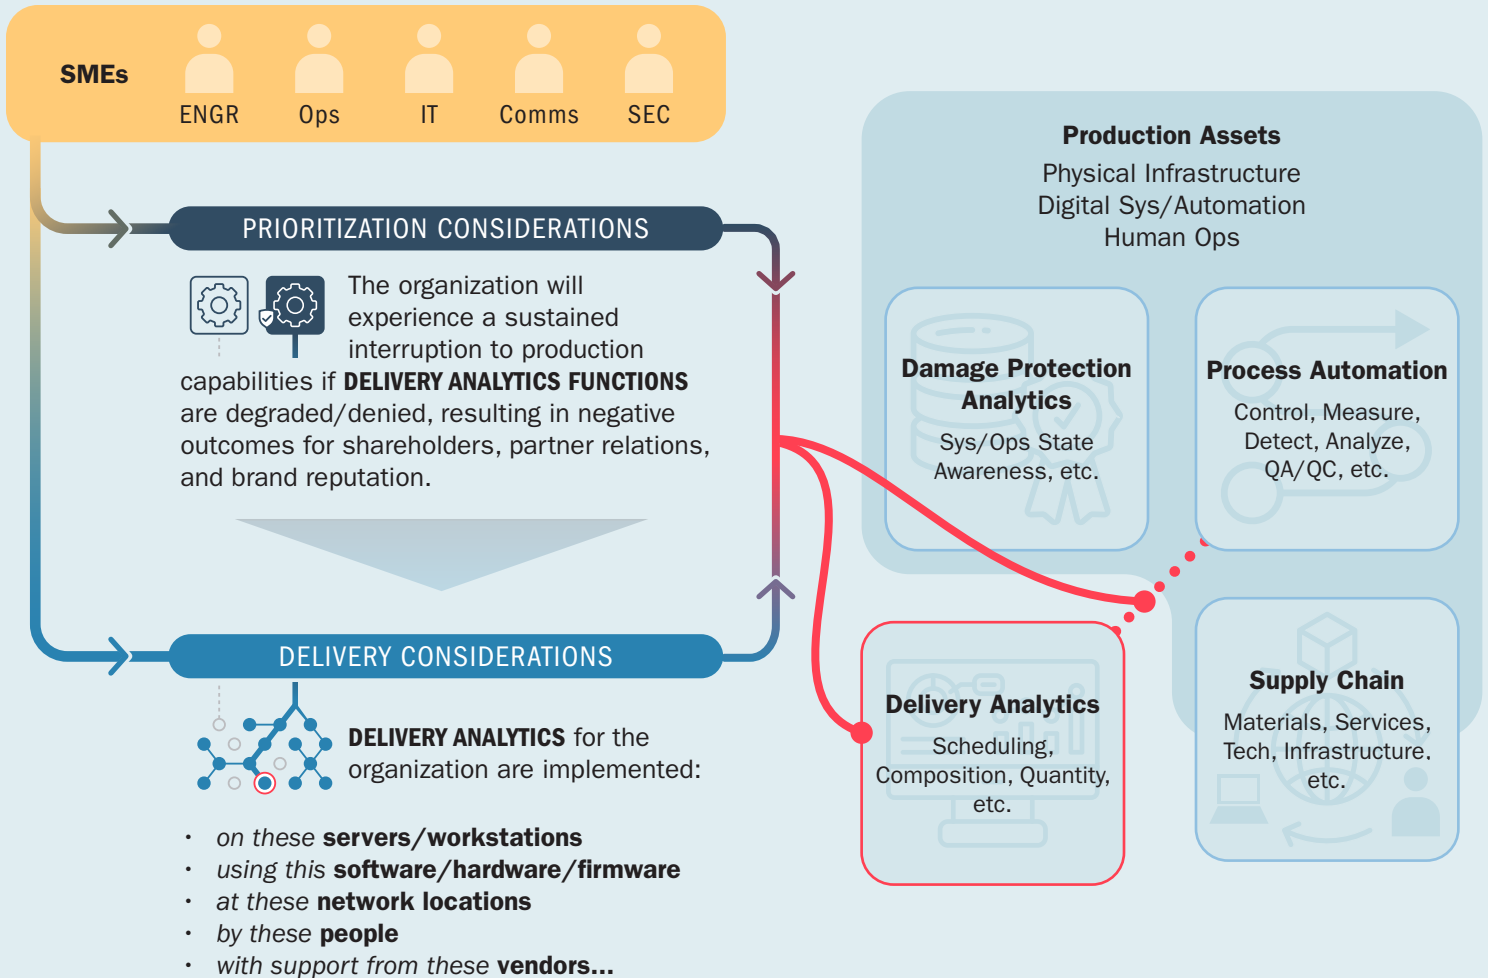 SMEs
ENGR
Ops
IT
Comms
SEC
PRIORITIZATION CONSIDERATIONS
The organization will
experience a sustained
interruption to production
capabilities if DELIVERY ANALYTICS FUNCTIONS
are degraded/denied, resulting in negative
outcomes for shareholders, partner relations,
and brand reputation.
DELIVERY CONSIDERATIONS
DELIVERY ANALYTICS for the
organization are implemented:
· on these servers/workstations
· using this software/hardware/firmware
· at these network locations
· by these people
· with support from these vendors...
Production Assets
Physical Infrastructure
Digital Sys/Automation
Human Ops
Damage Protection
Analytics
Sys/Ops State
Awareness, etc.
Process Automation
Control, Measure,
Detect, Analyze,
QA/QC, etc.
Delivery Analytics
Scheduling,
Composition, Quantity,
etc.
Supply Chain
Materials, Services,
Tech, Infrastructure,
etc.